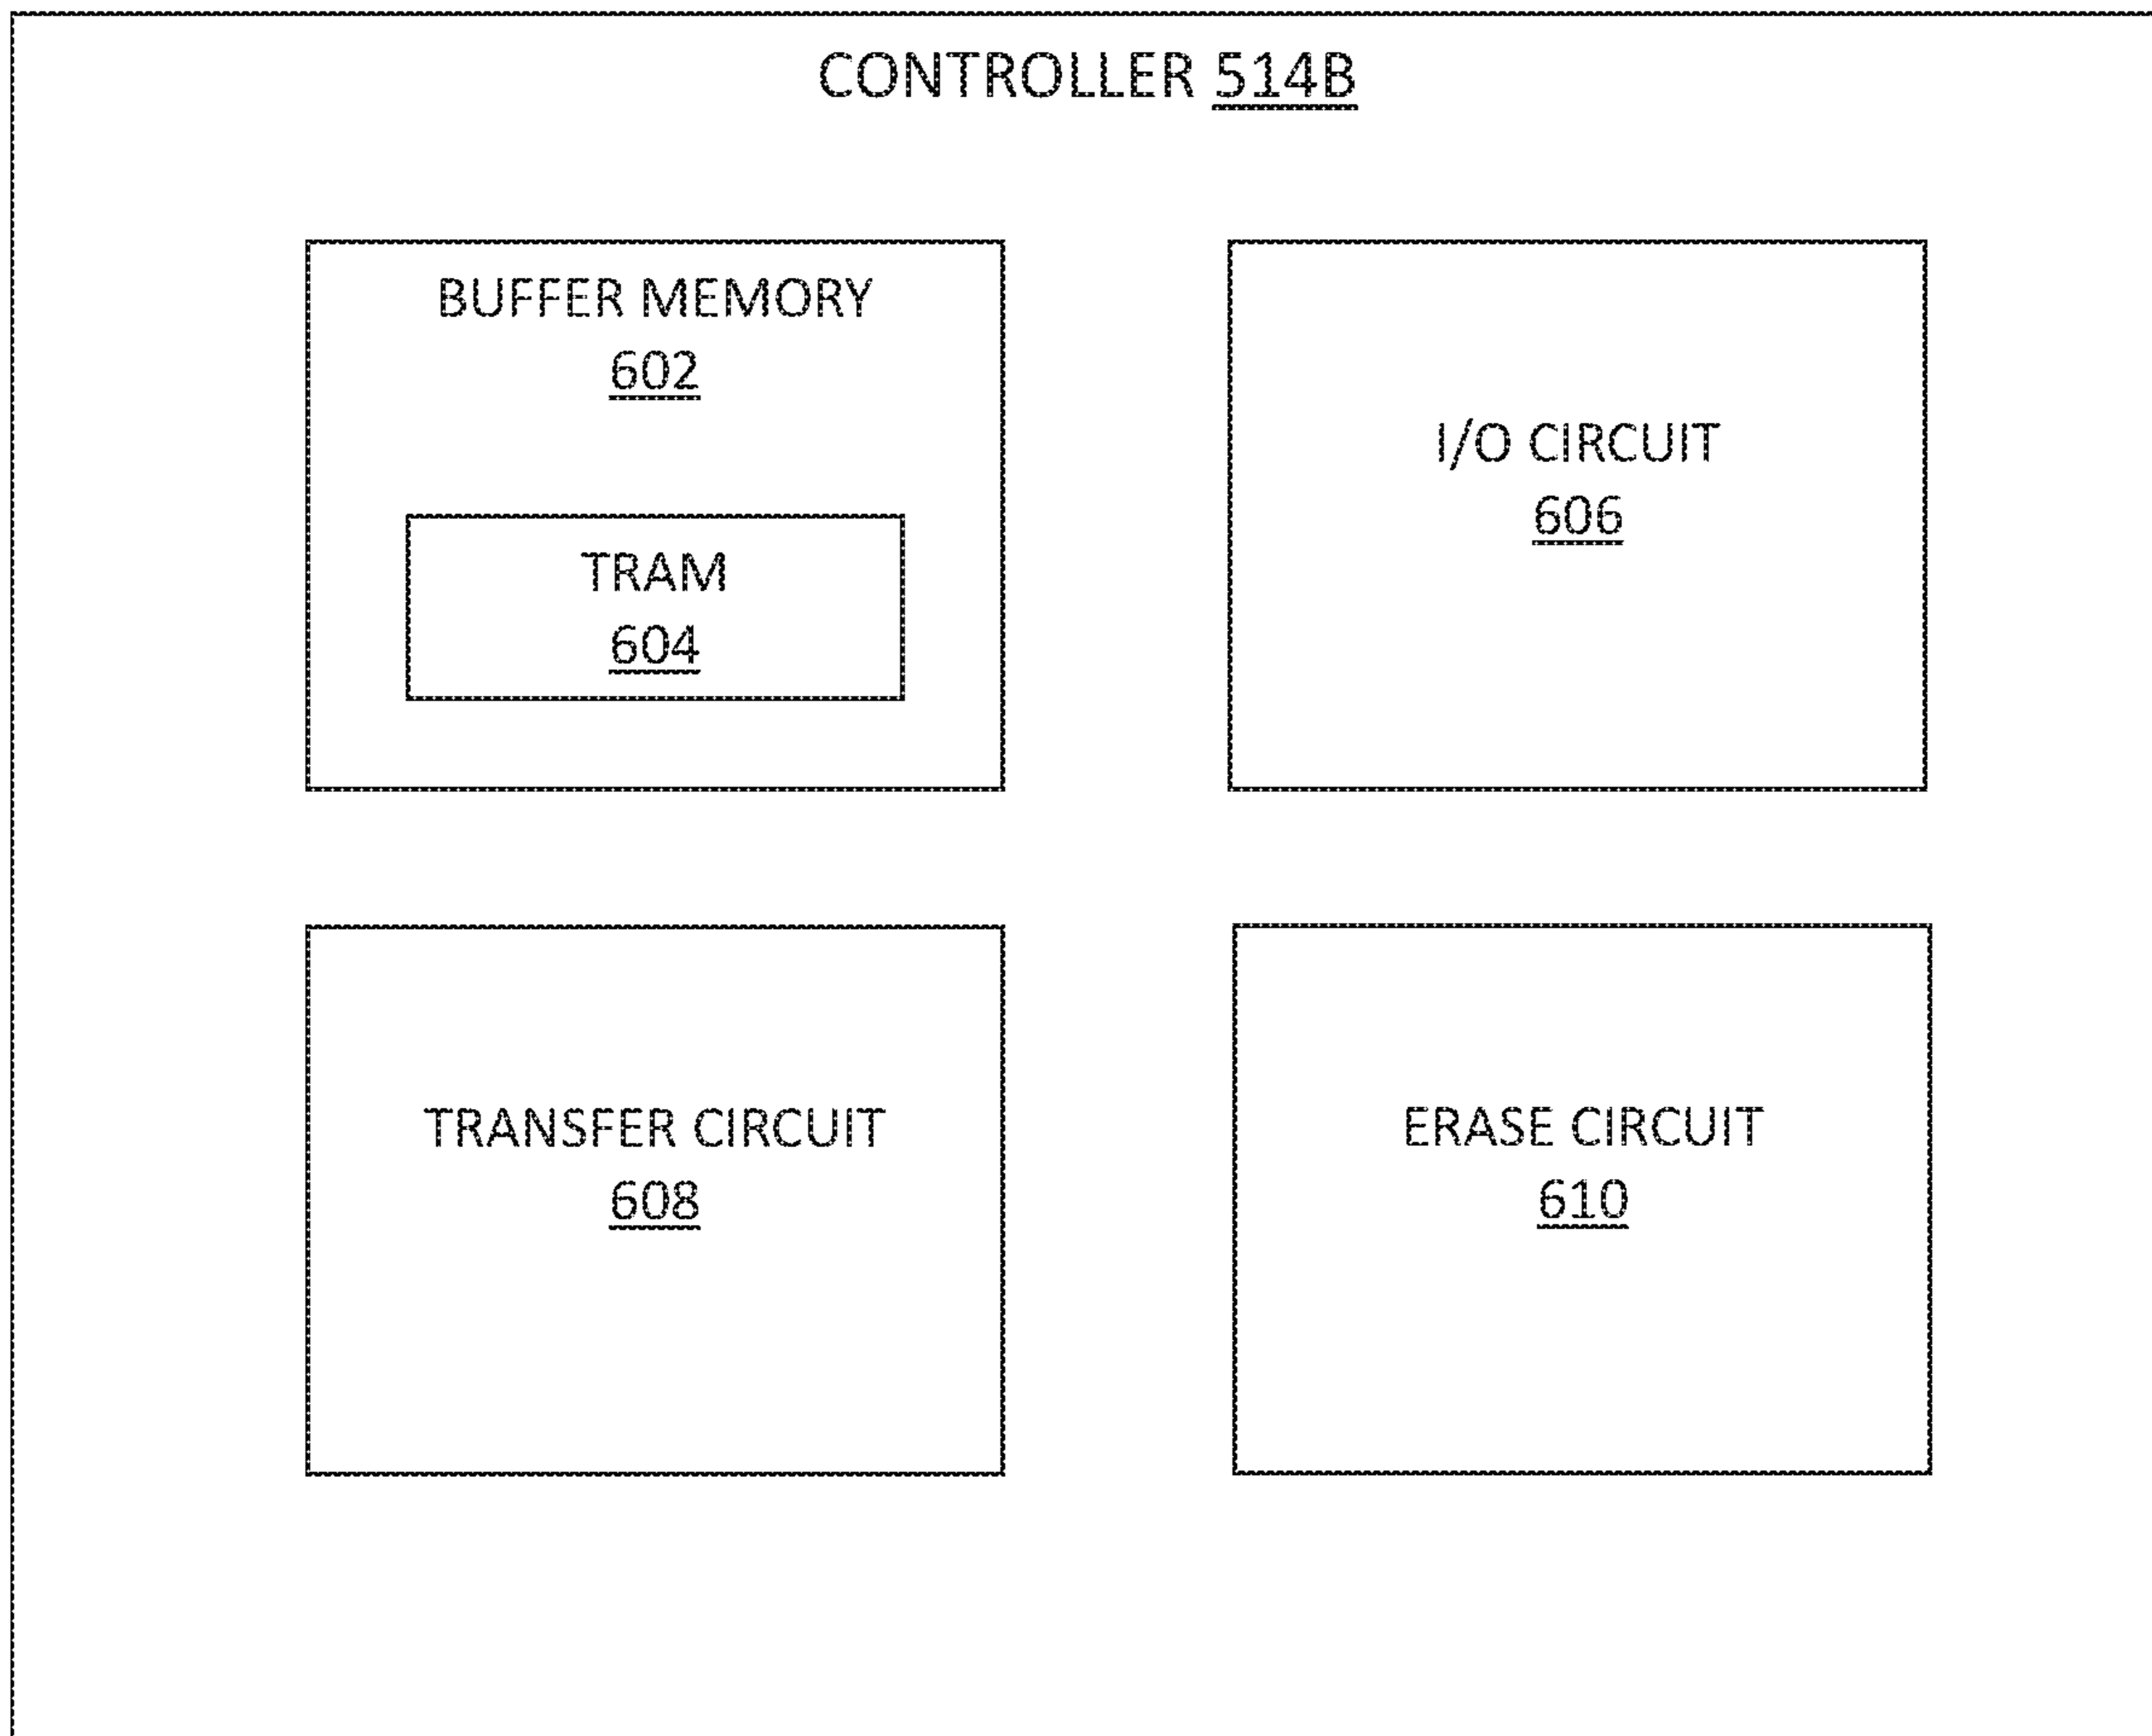 CONTROLLER 514B
BUFFER MEMORY
602
TRAM
604
I/O CIRCUIT
606
TRANSFER CIRCUIT
608
ERASE CIRCUIT
610